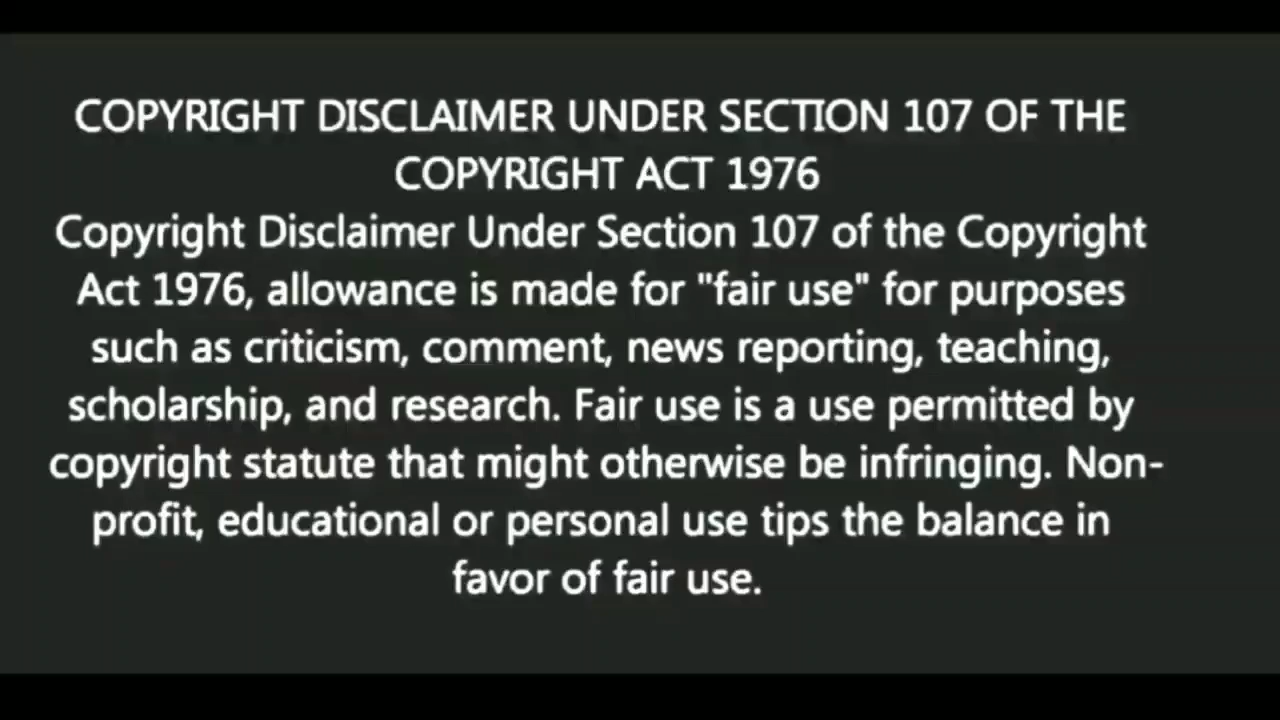 COPYRIGHT DISCLAIMER UNDER SECTION 107 OF THE
COPYRIGHT ACT 1976
Copyright Disclaimer Under Section 107 of the Copyright
Act 1976, allowance is made for "fair use" for purposes
such as criticism, comment, news reporting, teaching,
scholarship, and research. Fair use is a use permitted by
copyright statute that might otherwise be infringing. Non-
profit, educational or personal use tips the balance in
favor of fair use.